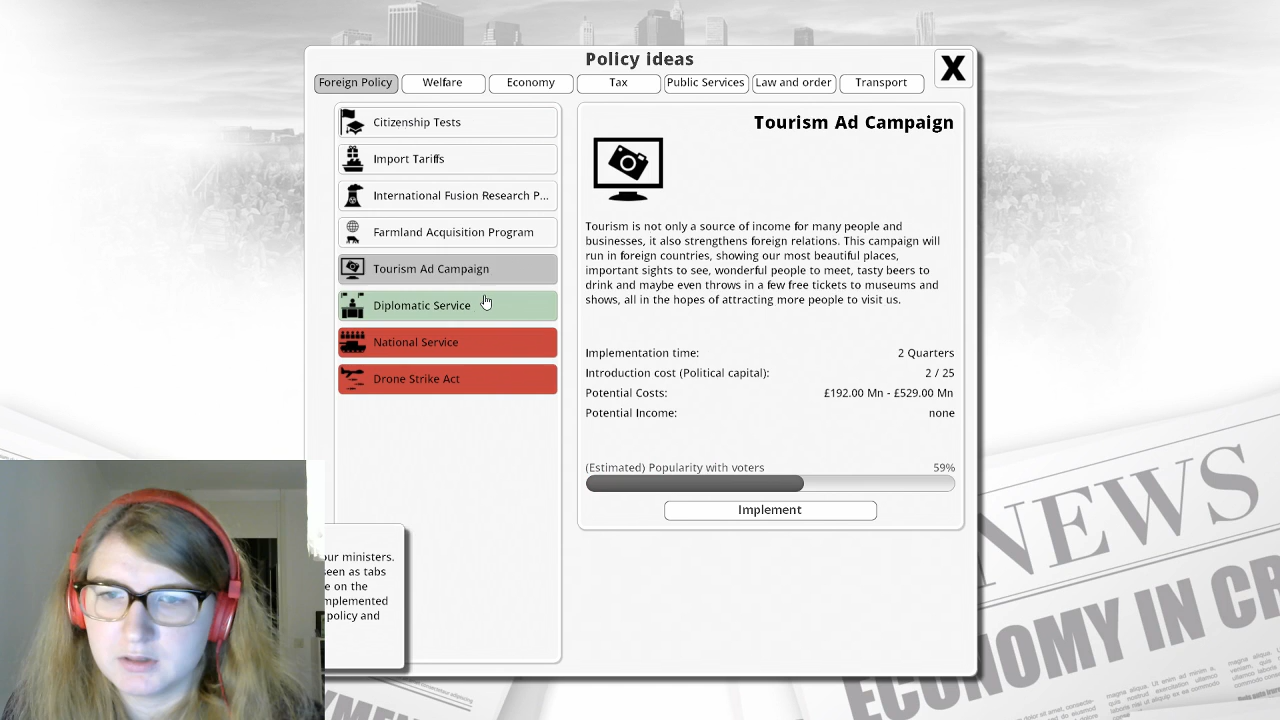 Policy ideas
X
Foreign Policy
Welfare
Economy
Tax
Public Services
Law and order
Transport
Citizenship Tests
Import Tariffs
International Fusion Research P...
Farmland Acquisition Program
Tourism Ad Campaign
Diplomatic Service
National Service
Drone Strike Act
Tourism Ad Campaign
Tourism is not only a source of income for many people and
businesses, it also strengthens foreign relations. This campaign will
run in foreign countries, showing our most beautiful places,
important sights to see, wonderful people to meet, tasty beers to
drink and maybe even throws in a few free tickets to museums and
shows, all in the hopes of attracting more people to visit us.
Implementation time: 2 Quarters
Introduction cost (Political capital): 2 / 25
Potential Costs: £192.00 Mn - £529.00 Mn
Potential Income: none
(Estimated) Popularity with voters 59%
Implement
our ministers.
seen as tabs
e on the
mplemented
policy and
NEWS
ECONOMY IN CR